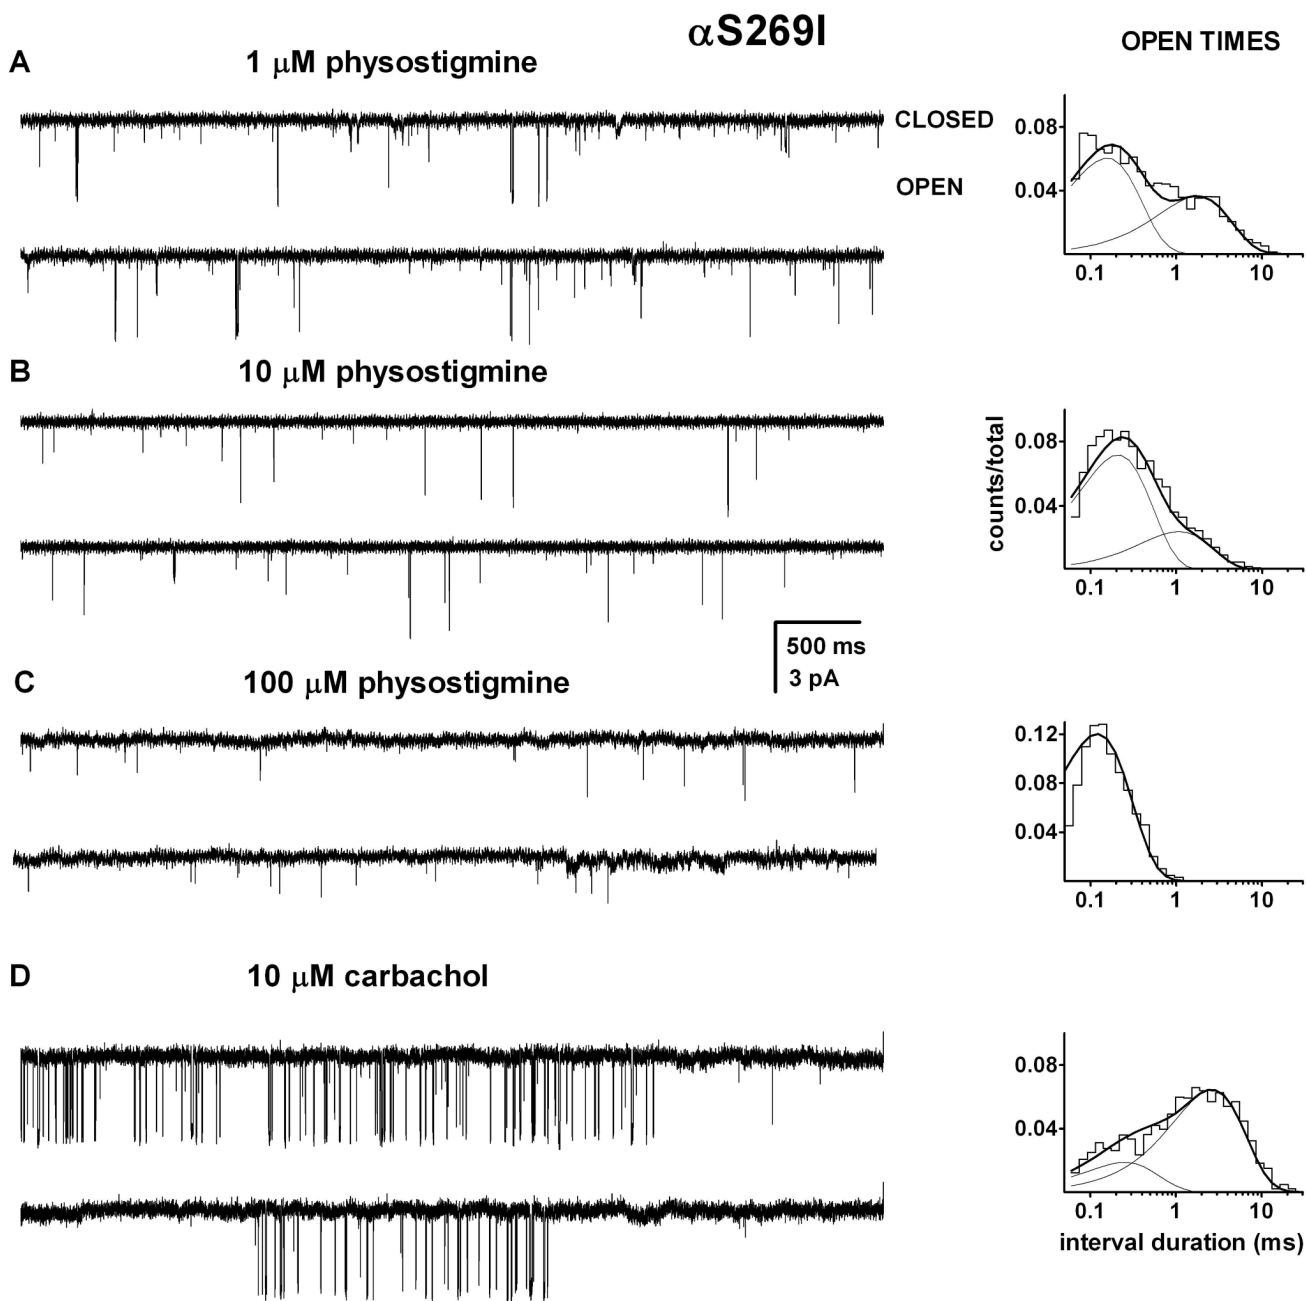 αS269I
OPEN TIMES
A
1 μM physostigmine
CLOSED
OPEN
0.08
0.04
0.1
1
10
B
10 μM physostigmine
counts/total
0.08
0.04
0.1
1
10
500 ms
3 pA
C
100 μM physostigmine
0.12
0.08
0.04
0.1
1
10
D
10 μM carbachol
0.08
0.04
0.1
1
10
interval duration (ms)